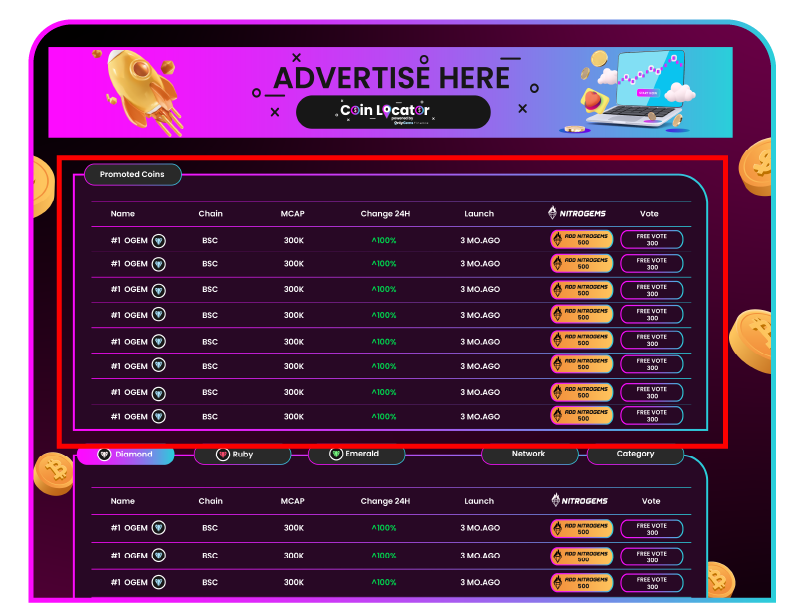 ADVERTISE HERE
Coin Locator
powered by
Promoted Coins
Name Chain MCAP Change 24H Launch NITROGEMS Vote
#1 OGEM BSC 300K ^100% 3 MO.AGO ADD NITROGEMS 500 FREE VOTE 300
#1 OGEM BSC 300K ^100% 3 MO.AGO ADD NITROGEMS 500 FREE VOTE 300
#1 OGEM BSC 300K ^100% 3 MO.AGO ADD NITROGEMS 500 FREE VOTE 300
#1 OGEM BSC 300K ^100% 3 MO.AGO ADD NITROGEMS 500 FREE VOTE 300
#1 OGEM BSC 300K ^100% 3 MO.AGO ADD NITROGEMS 500 FREE VOTE 300
#1 OGEM BSC 300K ^100% 3 MO.AGO ADD NITROGEMS 500 FREE VOTE 300
#1 OGEM BSC 300K ^100% 3 MO.AGO ADD NITROGEMS 500 FREE VOTE 300
#1 OGEM BSC 300K ^100% 3 MO.AGO ADD NITROGEMS 500 FREE VOTE 300
Diamond Ruby Emerald Network Category
Name Chain MCAP Change 24H Launch NITROGEMS Vote
#1 OGEM BSC 300K ^100% 3 MO.AGO ADD NITROGEMS 500 FREE VOTE 300
#1 OGEM BSC 300K ^100% 3 MO.AGO ADD NITROGEMS 500 FREE VOTE 300
#1 OGEM BSC 300K ^100% 3 MO.AGO ADD NITROGEMS 500 FREE VOTE 300